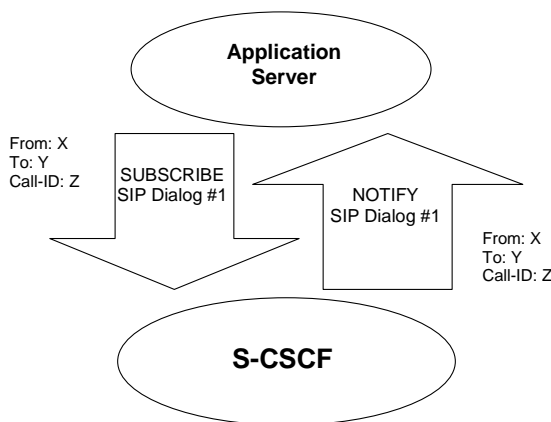 Application
Server
From: X
To: Y
Call-ID: Z
SUBSCRIBE
SIP Dialog #1
NOTIFY
SIP Dialog #1
From: X
To: Y
Call-ID: Z
S-CSCF